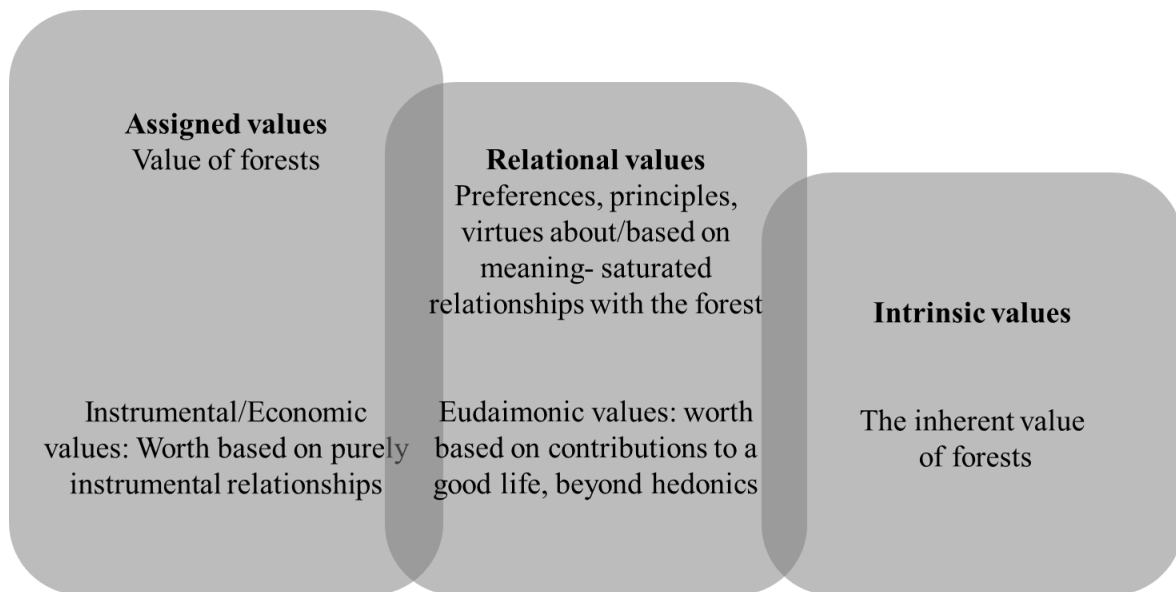 Assigned values
Value of forests
Instrumental/Economic
values: Worth based on purely
instrumental relationships
Relational values
Preferences, principles,
virtues about/based on
meaning- saturated
relationships with the forest
Eudaimonic values: worth
based on contributions to a
good life, beyond hedonics
Intrinsic values
The inherent value
of forests